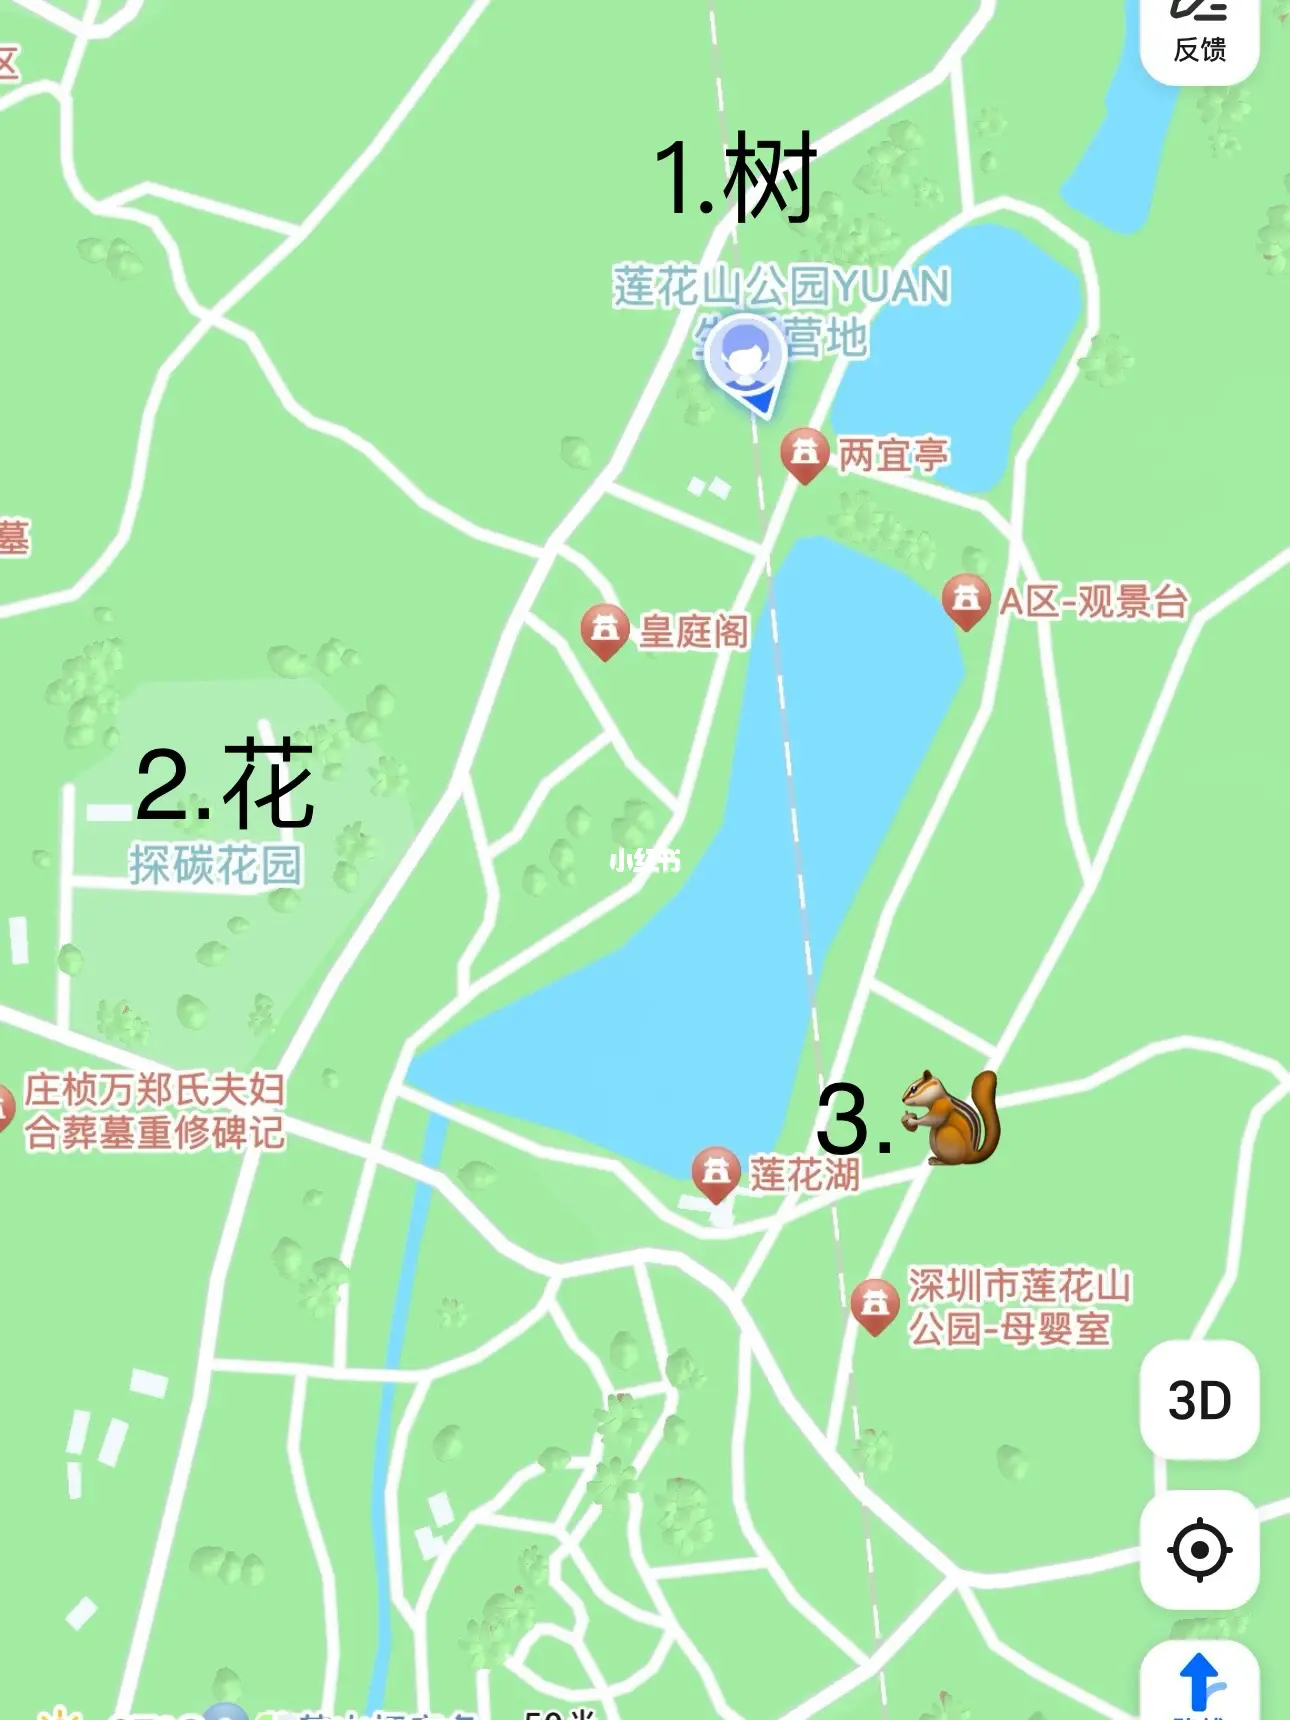 反馈
区
1.树
莲花山公园YUAN
营地
两宜亭
墓
A区-观景台
皇庭阁
2.花
探碳花园
小红书
庄桢万郑氏夫妇
合葬墓重修碑记
3.
莲花湖
深圳市莲花山
公园-母婴室
3D